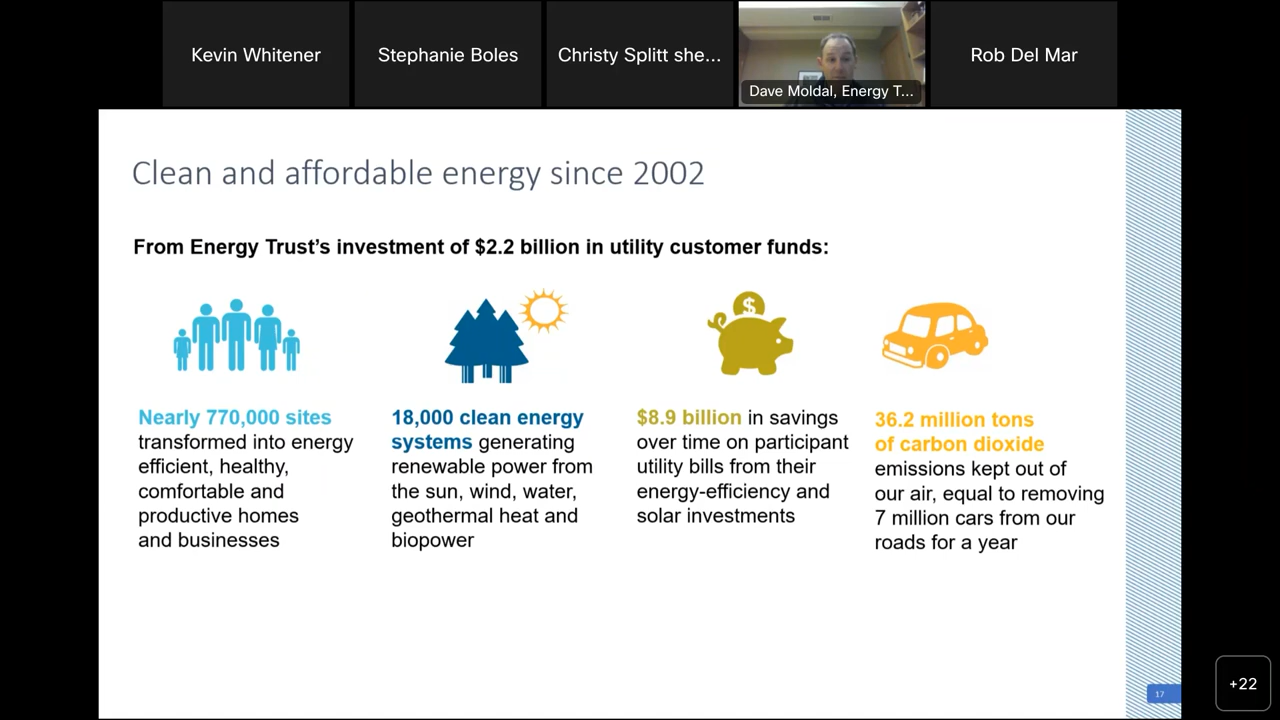 Kevin Whitener
Stephanie Boles
Christy Splitt she...
Dave Moldal, Energy T...
Rob Del Mar
Clean and affordable energy since 2002
From Energy Trust's investment of $2.2 billion in utility customer funds:
$
Nearly 770,000 sites
transformed into energy
efficient, healthy,
comfortable and
productive homes
and businesses
18,000 clean energy
systems generating
renewable power from
the sun, wind, water,
geothermal heat and
biopower
$8.9 billion in savings
over time on participant
utility bills from their
energy-efficiency and
solar investments
36.2 million tons
of carbon dioxide
emissions kept out of
our air, equal to removing
7 million cars from our
roads for a year
17
+22